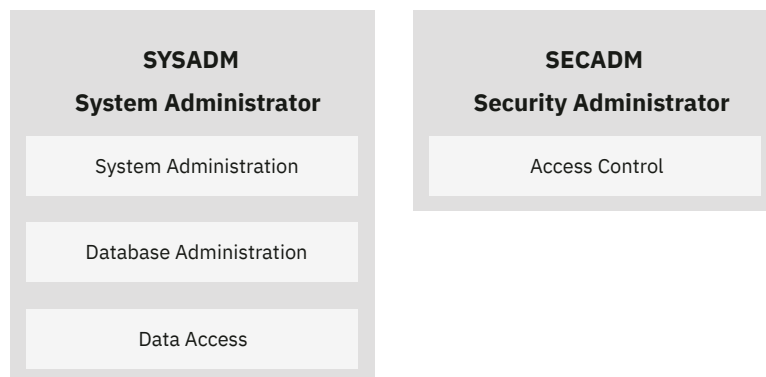 SYSADM
System Administrator
System Administration
Database Administration
Data Access
SECADM
Security Administrator
Access Control